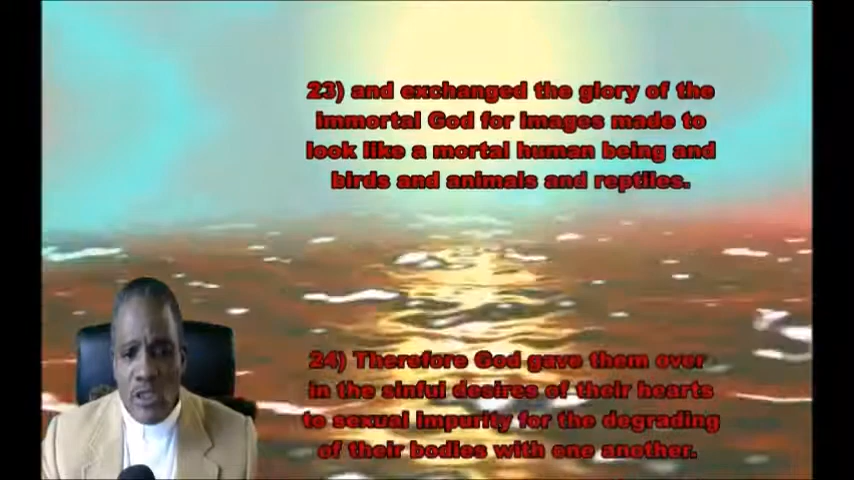 23) and exchanged the glory of the
immortal God for images made to
look like a mortal human being and
birds and animals and reptiles.
24) Therefore God gave them over
in the sinful desires of their hearts
to sexual impurity for the degrading
of their bodies with one another.